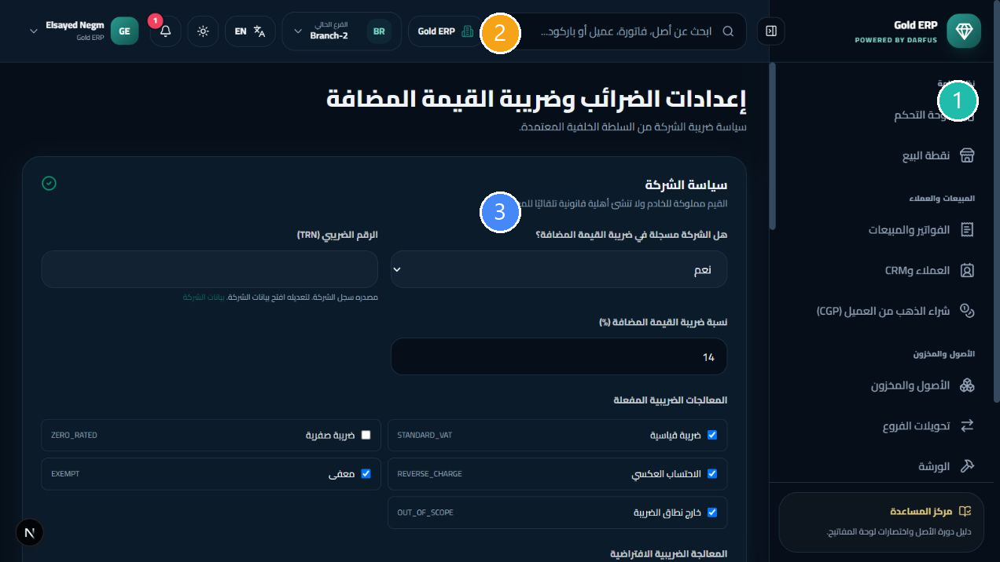 Gold ERP
POWERED BY DARFUS
ابحث عن أصل، فاتورة، عميل أو باركود...
2
Gold ERP
BR
الفرع الحالي
Branch-2
EN
1
GE
Elsayed Negm
Gold ERP
1
التحكم
نقطة البيع
المبيعات والعملاء
الفواتير والمبيعات
العملاء وCRM
شراء الذهب من العميل (CGP)
الأصول والمخزون
الأصول والمخزون
تحويلات الفروع
الورشة
مركز المساعدة
دليل دورة الأصل واختصارات لوحة المفاتيح.
إعدادات الضرائب وضريبة القيمة المضافة
سياسة ضريبة الشركة من السلطة الخلفية المعتمدة.
سياسة الشركة
القيم مملوكة للخادم ولا تنشئ أهلية قانونية تلقائيًا
3
هل الشركة مسجلة في ضريبة القيمة المضافة؟
نعم
الرقم الضريبي (TRN)
مصدره سجل الشركة. لتعديله افتح بيانات الشركة. بيانات الشركة
نسبة ضريبة القيمة المضافة (%)
14
المعالجات الضريبية المفعلة
ضريبة قياسية STANDARD_VAT
ضريبة صفرية ZERO_RATED
الاحتساب العكسي REVERSE_CHARGE
معفى EXEMPT
خارج نطاق الضريبة OUT_OF_SCOPE
المعالجة الضريبية الافتراضية
N